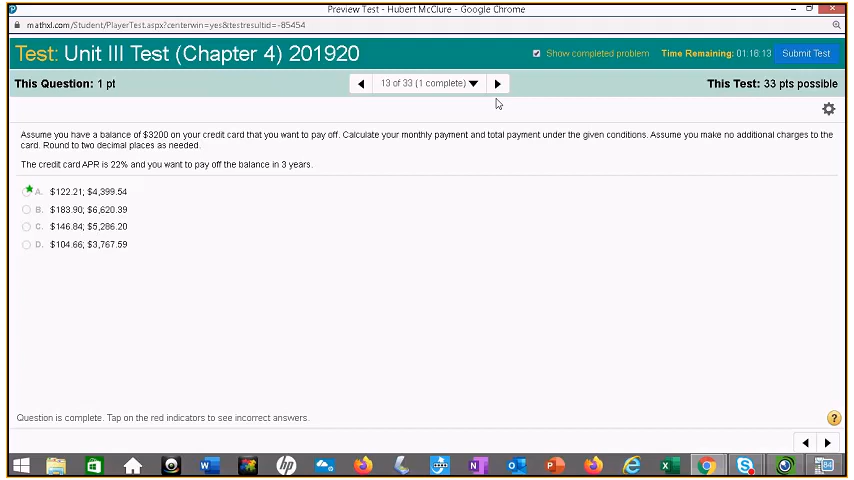 Preview Test - Hubert McClure - Google Chrome
mathxl.com/Student/PlayerTest.aspx?centerwin=yes&testresultid=-85454
Test: Unit III Test (Chapter 4) 201920
Show completed problem
Time Remaining: 01:16:13
Submit Test
This Question: 1 pt
13 of 33 (1 complete)
This Test: 33 pts possible
Assume you have a balance of $3200 on your credit card that you want to pay off. Calculate your monthly payment and total payment under the given conditions. Assume you make no additional charges to the
card. Round to two decimal places as needed.
The credit card APR is 22% and you want to pay off the balance in 3 years.
A. $122.21; $4,399.54
B. $183.90; $6,620.39
C. $146.84; $5,286.20
D. $104.66; $3,767.59
Question is complete. Tap on the red indicators to see incorrect answers.
?